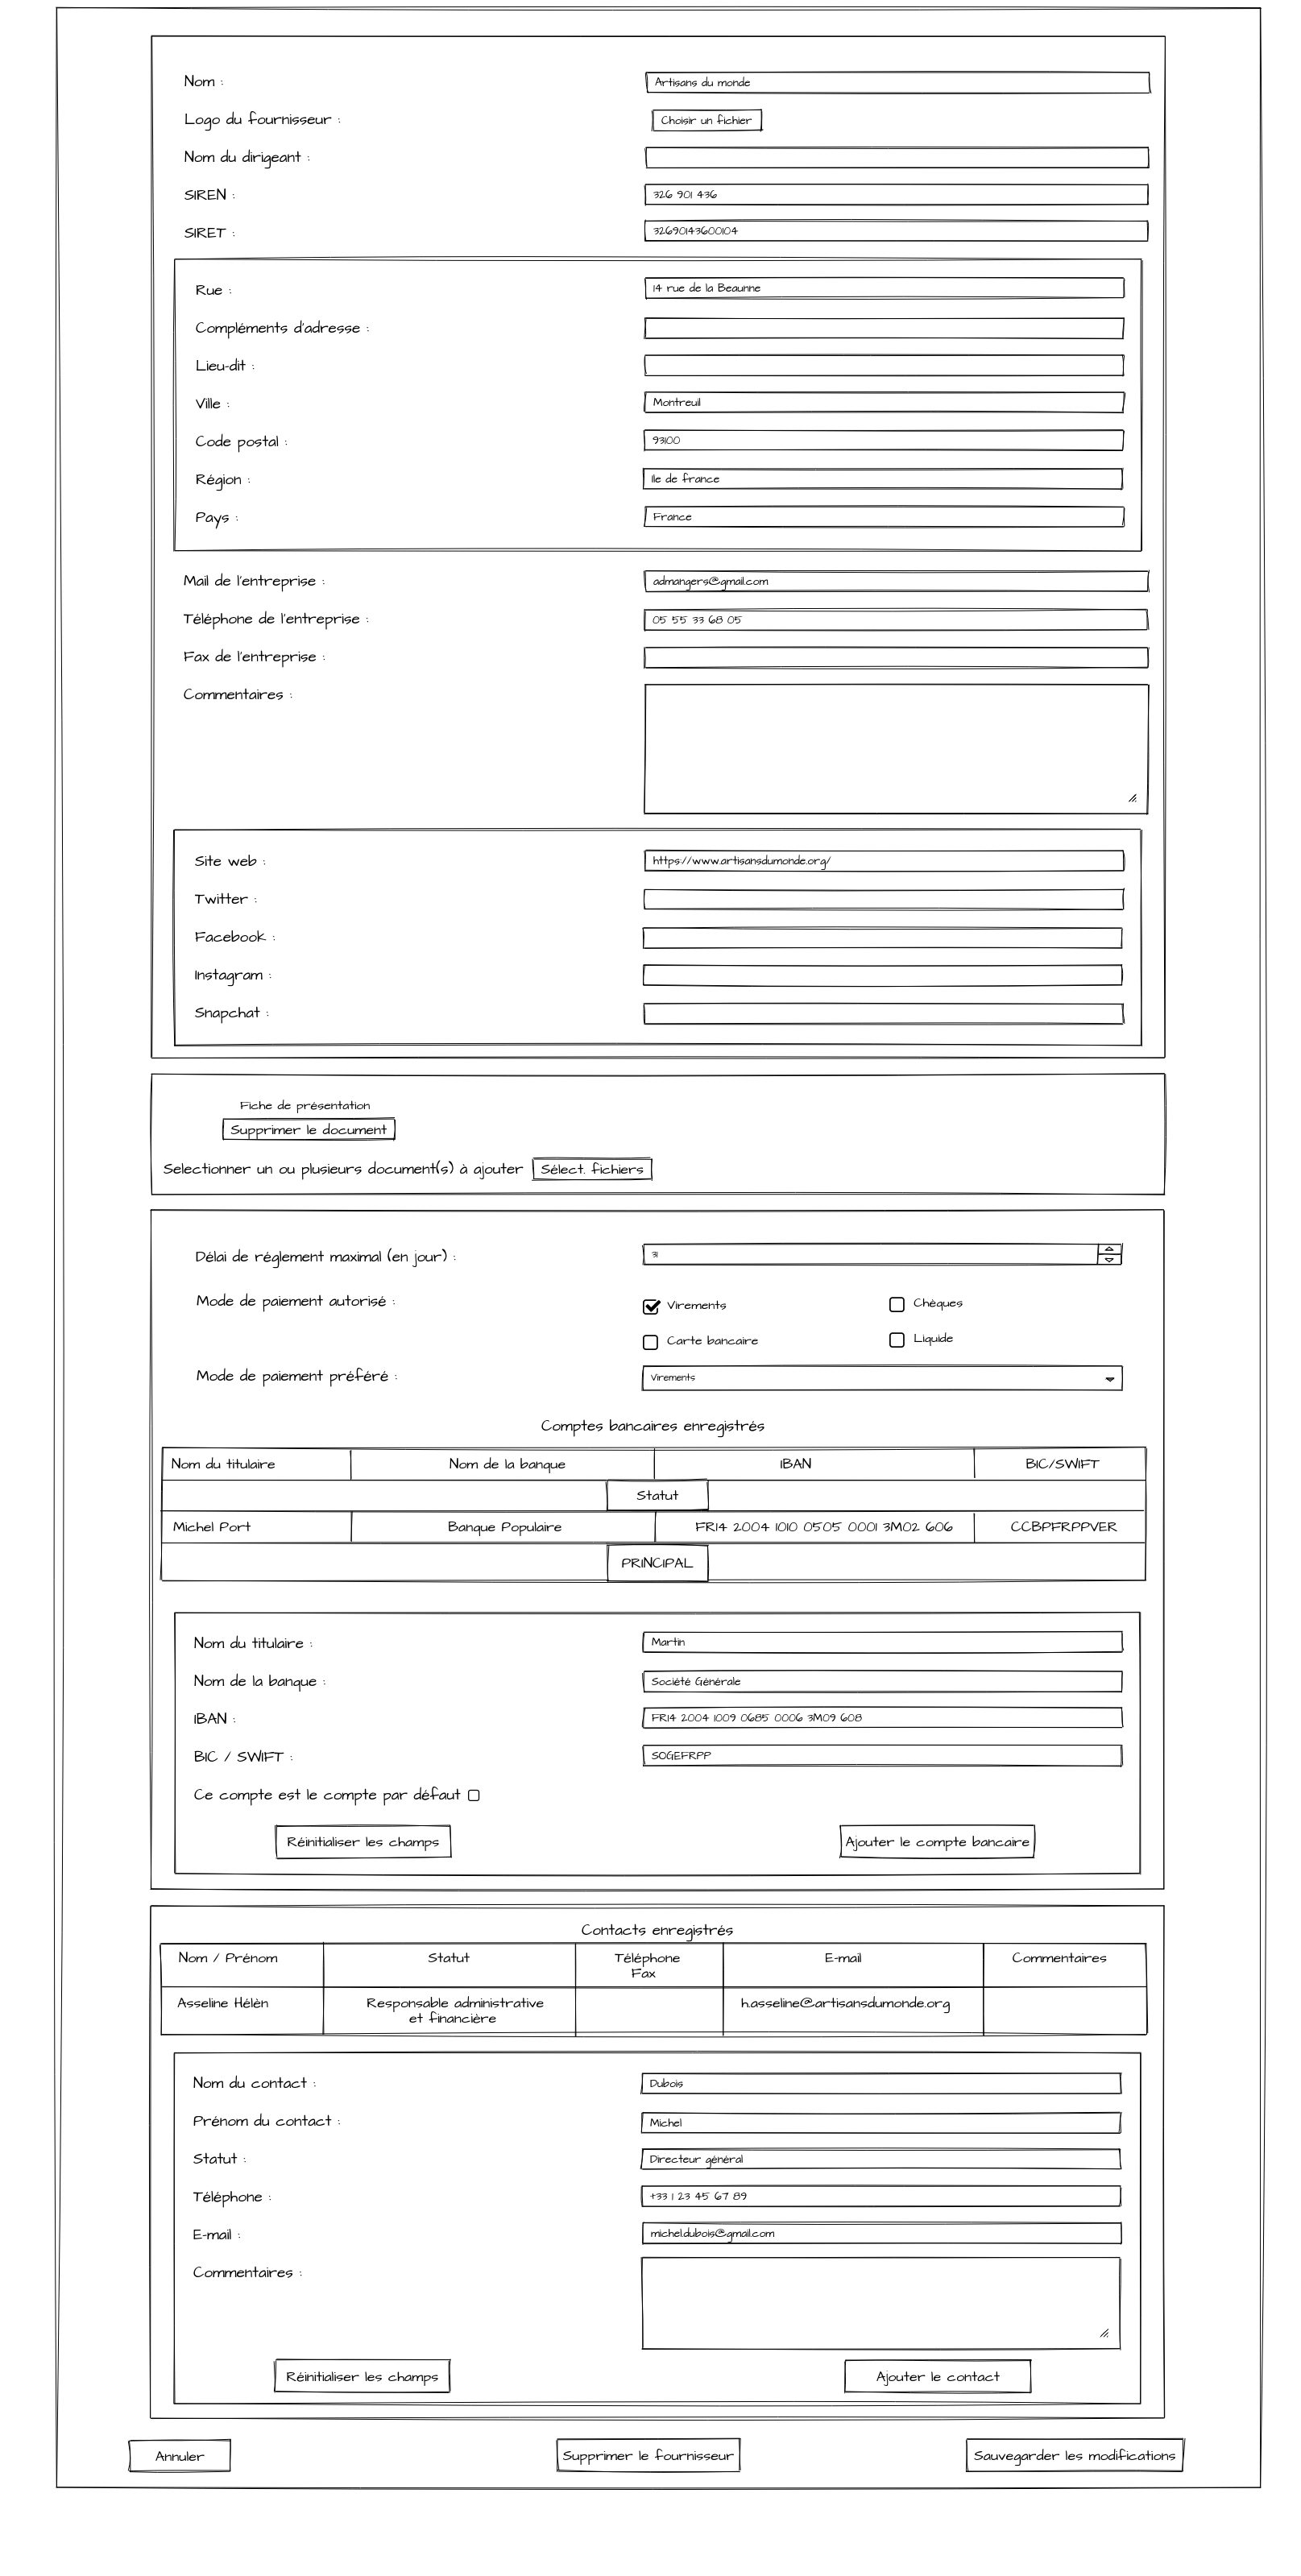 Nom :
Artisans du monde
Logo du fournisseur :
Choisir un fichier
Nom du dirigeant :
SIREN :
326 901 436
SIRET :
32690143600104
Rue :
14 rue de la Beaunne
Compléments d'adresse :
Lieu-dit :
Ville :
Montreuil
Code postal :
93100
Région :
Ile de france
Pays :
France
Mail de l'entreprise :
admangers@gmail.com
Téléphone de l'entreprise :
05 55 33 68 05
Fax de l'entreprise :
Commentaires :
Site web :
https://www.artisansdumonde.org/
Twitter :
Facebook :
Instagram :
Snapchat :
Fiche de présentation
Supprimer le document
Selectionner un ou plusieurs document(s) à ajouter Sélect. fichiers
Délai de réglement maximal (en jour) :
31
Mode de paiement autorisé :
Virements
Chèques
Carte bancaire
Liquide
Mode de paiement préféré :
Virements
Comptes bancaires enregistrés
Nom du titulaire Nom de la banque IBAN BIC/SWIFT
Statut
Michel Port Banque Populaire FR14 2004 1010 0505 0001 3M02 606 CCBPFRPPVER
PRINCIPAL
Nom du titulaire :
Martin
Nom de la banque :
Société Générale
IBAN :
FR14 2004 1009 0685 0006 3M09 608
BIC / SWIFT :
SOGEFRPP
Ce compte est le compte par défaut
Réinitialiser les champs
Ajouter le compte bancaire
Contacts enregistrés
Nom / Prénom Statut Téléphone E-mail Commentaires
Fax
Asseline Hélèn Responsable administrative h.asseline@artisansdumonde.org
et financière
Nom du contact :
Dubois
Prénom du contact :
Michel
Statut :
Directeur général
Téléphone :
+33 1 23 45 67 89
E-mail :
michel.dubois@gmail.com
Commentaires :
Réinitialiser les champs
Ajouter le contact
Annuler
Supprimer le fournisseur
Sauvegarder les modifications